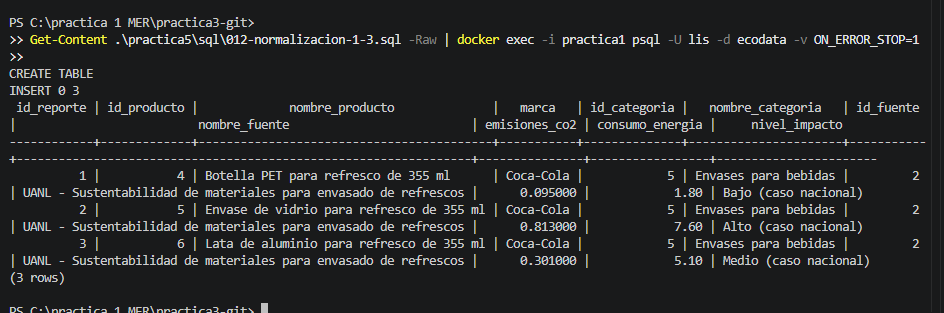 PS C:\practica 1 MER\practica3-git>
>> Get-Content .\practica5\sql\012-normalizacion-1-3.sql -Raw | docker exec -i practica1 psql -U lis -d ecodata -v ON_ERROR_STOP=1
>>
CREATE TABLE
INSERT 0 3
 id_reporte | id_producto |             nombre_producto             |   marca   | id_categoria |  nombre_categoria   | id_fuente
|                       nombre_fuente                        | emisiones_co2 | consumo_energia |    nivel_impacto
------------+-------------+-----------------------------------------+-----------+--------------+---------------------+-----------
+------------------------------------------------------------+---------------+-----------------+----------------------
          1 |           4 | Botella PET para refresco de 355 ml     | Coca-Cola |            5 | Envases para bebidas |         2
| UANL - Sustentabilidad de materiales para envasado de refrescos |      0.095000 |            1.80 | Bajo (caso nacional)
          2 |           5 | Envase de vidrio para refresco de 355 ml | Coca-Cola |            5 | Envases para bebidas |         2
| UANL - Sustentabilidad de materiales para envasado de refrescos |      0.813000 |            7.60 | Alto (caso nacional)
          3 |           6 | Lata de aluminio para refresco de 355 ml | Coca-Cola |            5 | Envases para bebidas |         2
| UANL - Sustentabilidad de materiales para envasado de refrescos |      0.301000 |            5.10 | Medio (caso nacional)
(3 rows)
PS C:\practica 1 MER\practica3-git>